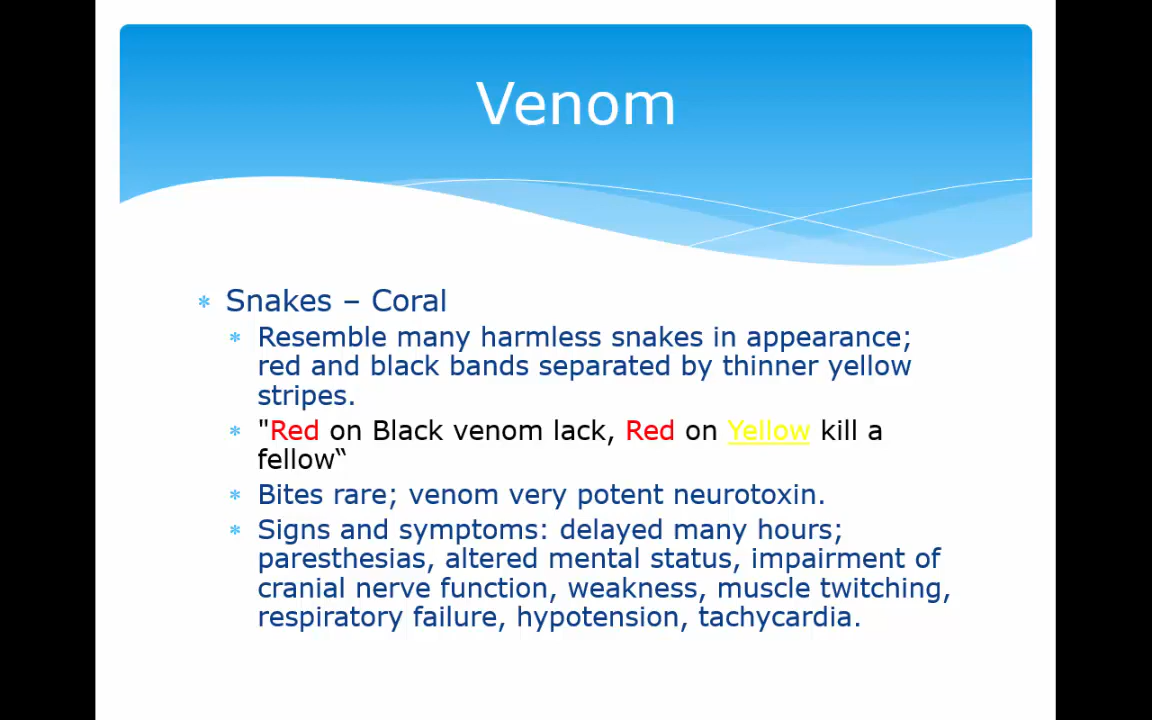 Venom
* Snakes – Coral
* Resemble many harmless snakes in appearance;
red and black bands separated by thinner yellow
stripes.
* "Red on Black venom lack, Red on Yellow kill a
fellow“
* Bites rare; venom very potent neurotoxin.
* Signs and symptoms: delayed many hours;
paresthesias, altered mental status, impairment of
cranial nerve function, weakness, muscle twitching,
respiratory failure, hypotension, tachycardia.